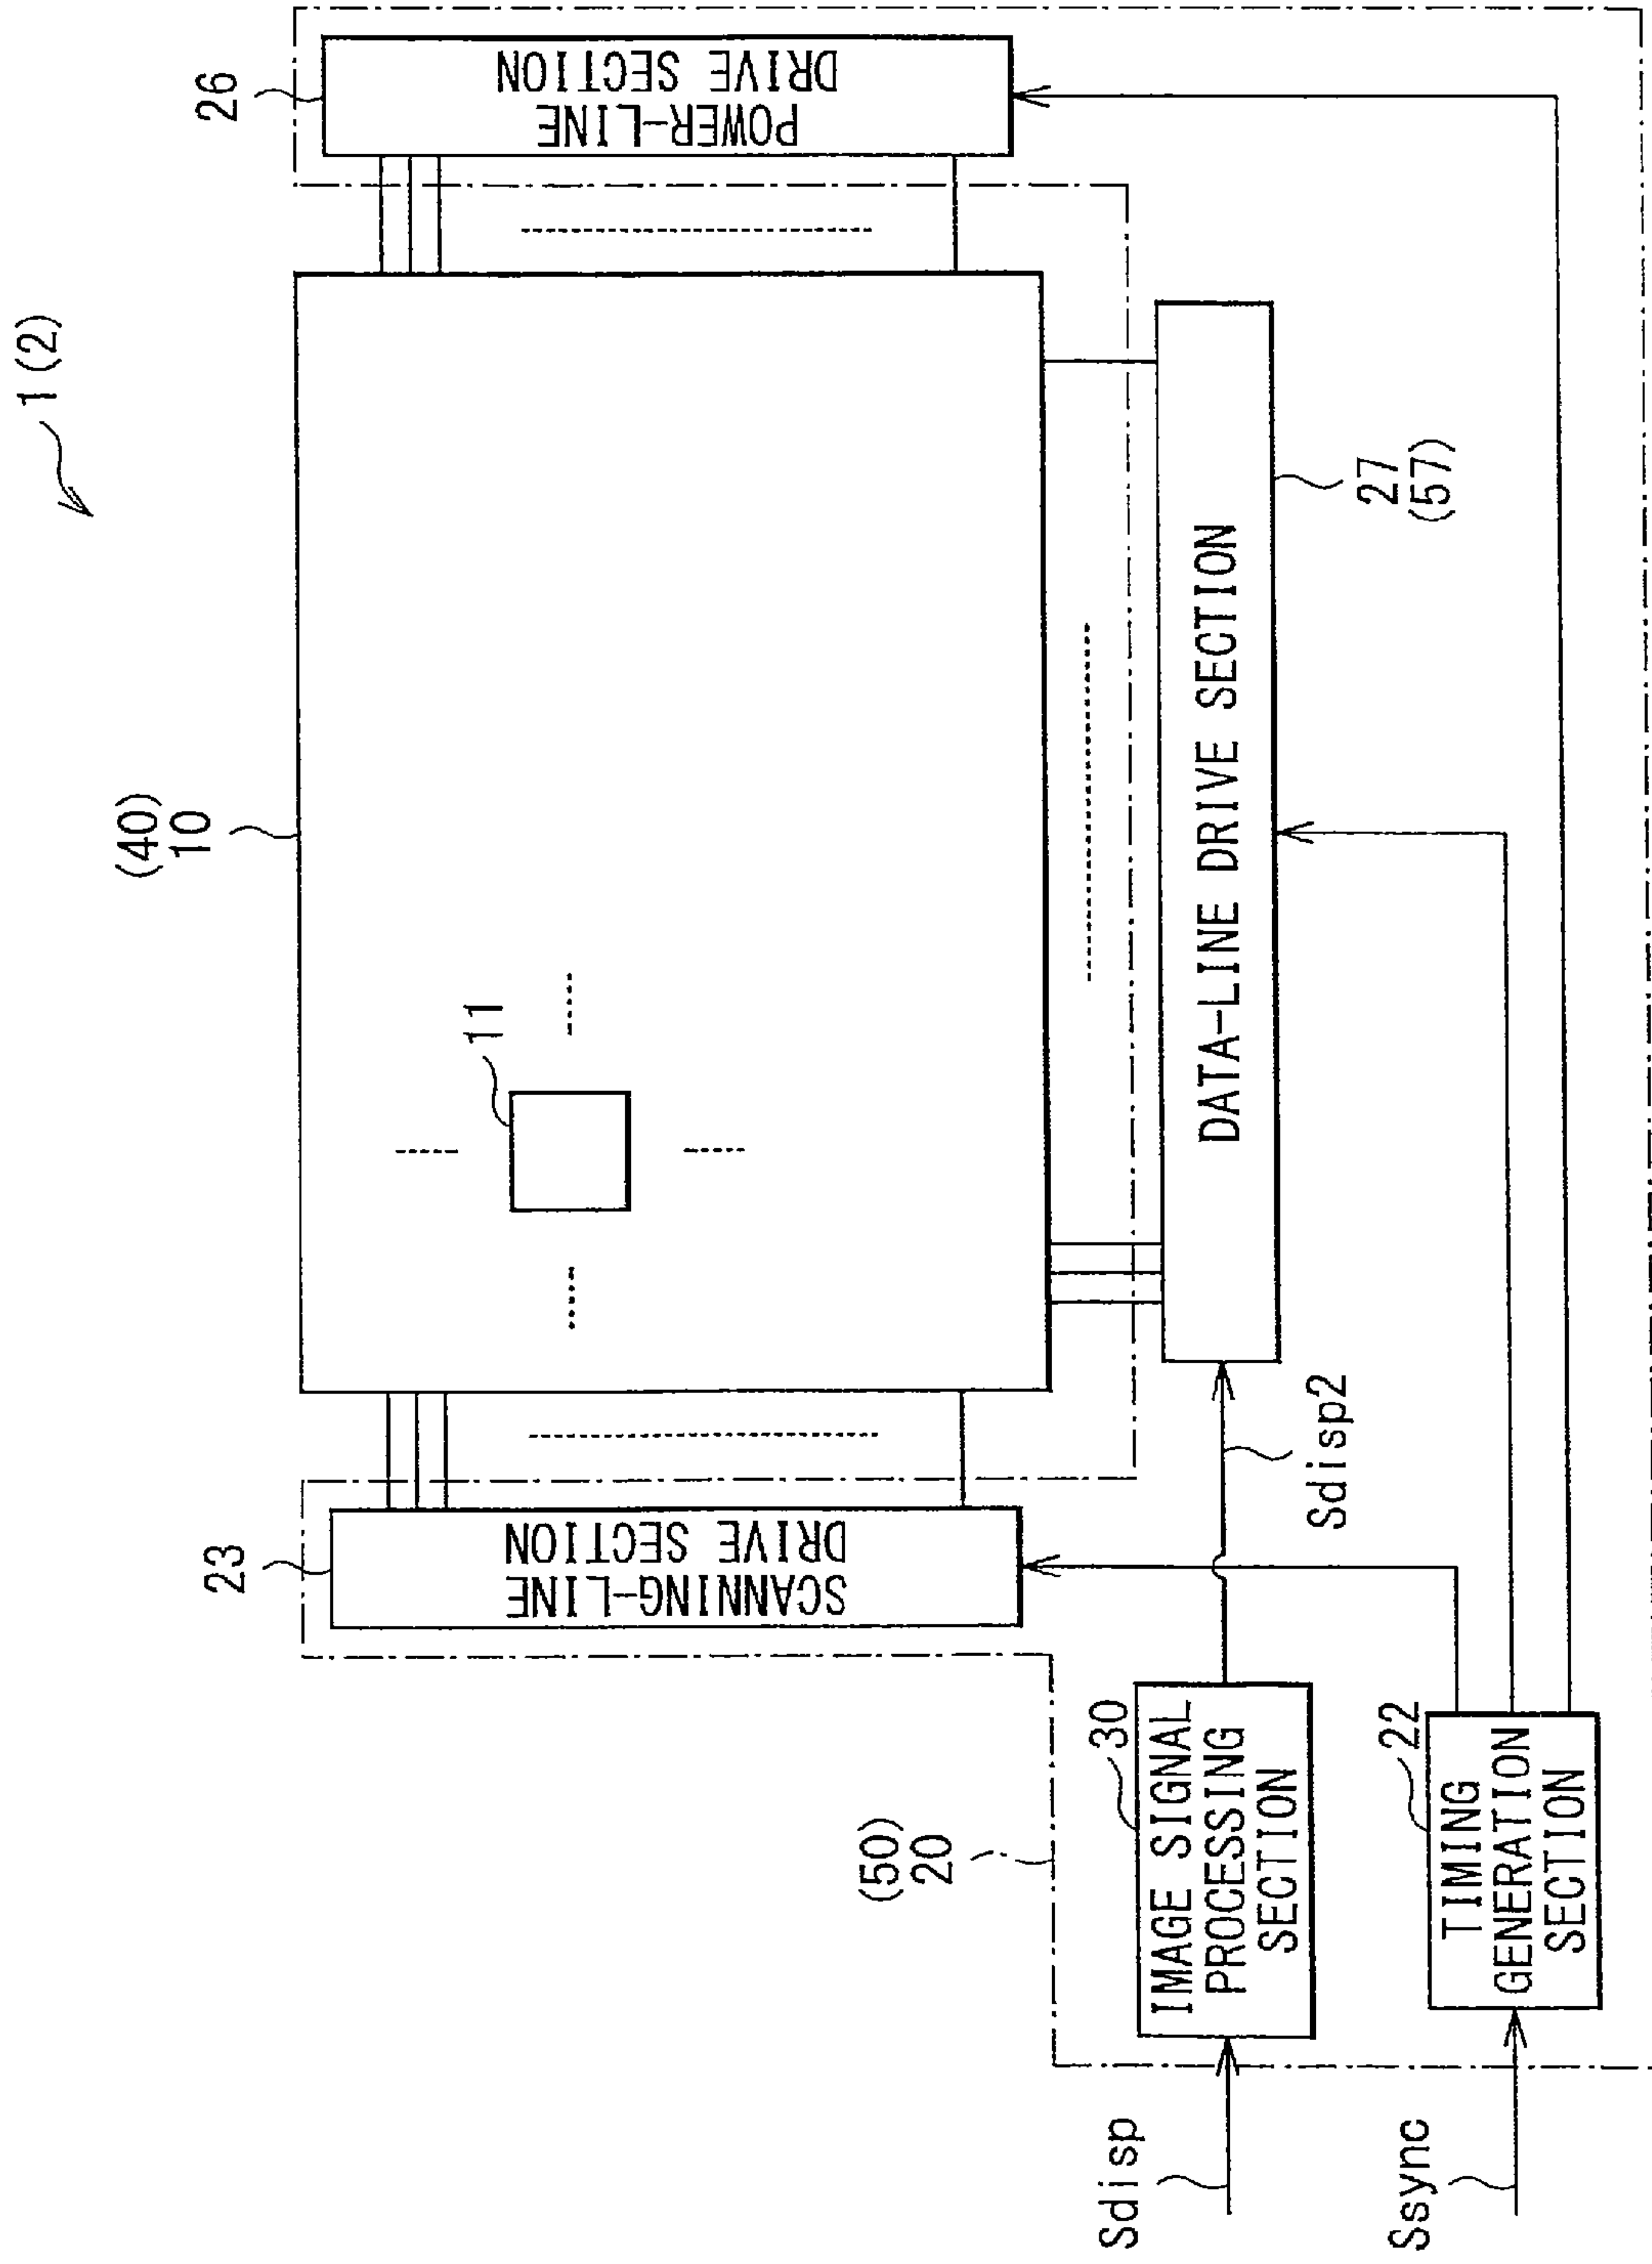 1 (2)
(40)
10
11
23
SCANNING-LINE
DRIVE SECTION
26
POWER-LINE
DRIVE SECTION
DATA-LINE DRIVE SECTION
27
(57)
(50)
20
30
IMAGE SIGNAL
PROCESSING
SECTION
Sdisp
Sdisp2
22
TIMING
GENERATION
SECTION
Ssync